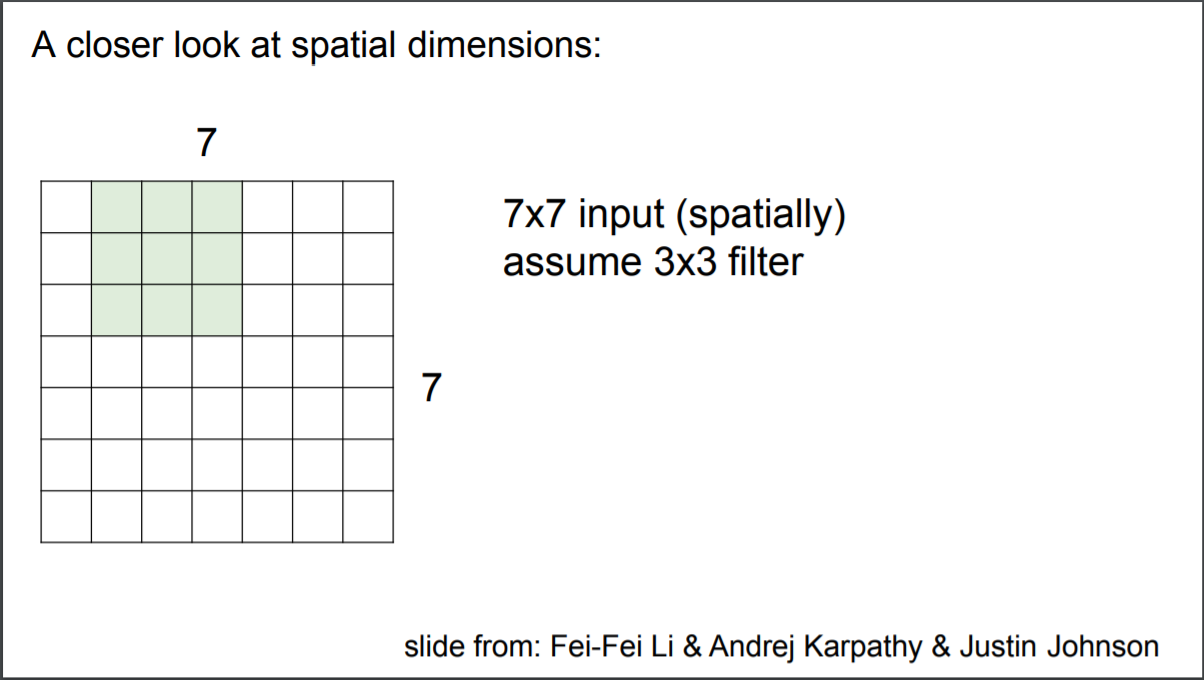 A closer look at spatial dimensions:
7
7x7 input (spatially)
assume 3x3 filter
7
slide from: Fei-Fei Li & Andrej Karpathy & Justin Johnson